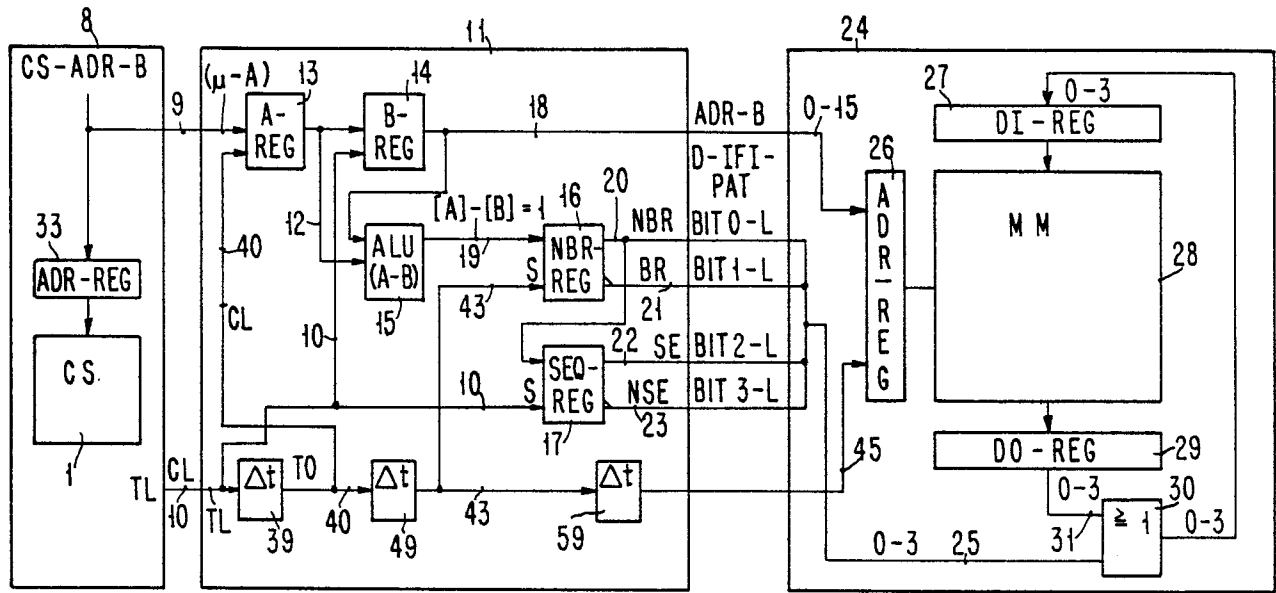 8
CS-ADR-B
33
ADR-REG
CS
1
TL
CL
10
TL
11
(μ-A)
9
13
A-REG
14
B-REG
18
12
40
CL
10
ALU
(A-B)
15
[A]-[B]=1
19
16
NBR-REG
20
NBR
BR
21
S
43
22
SE
SEQ-REG
S
10
17
NSE
23
Δt
39
TO
40
Δt
49
43
Δt
59
ADR-B
0-15
D-IFI-PAT
BIT 0-L
BIT 1-L
BIT 2-L
BIT 3-L
24
27
0-3
DI-REG
26
ADR-REG
MM
28
DO-REG
29
0-3
30
≧1
31
0-3
45
0-3
25